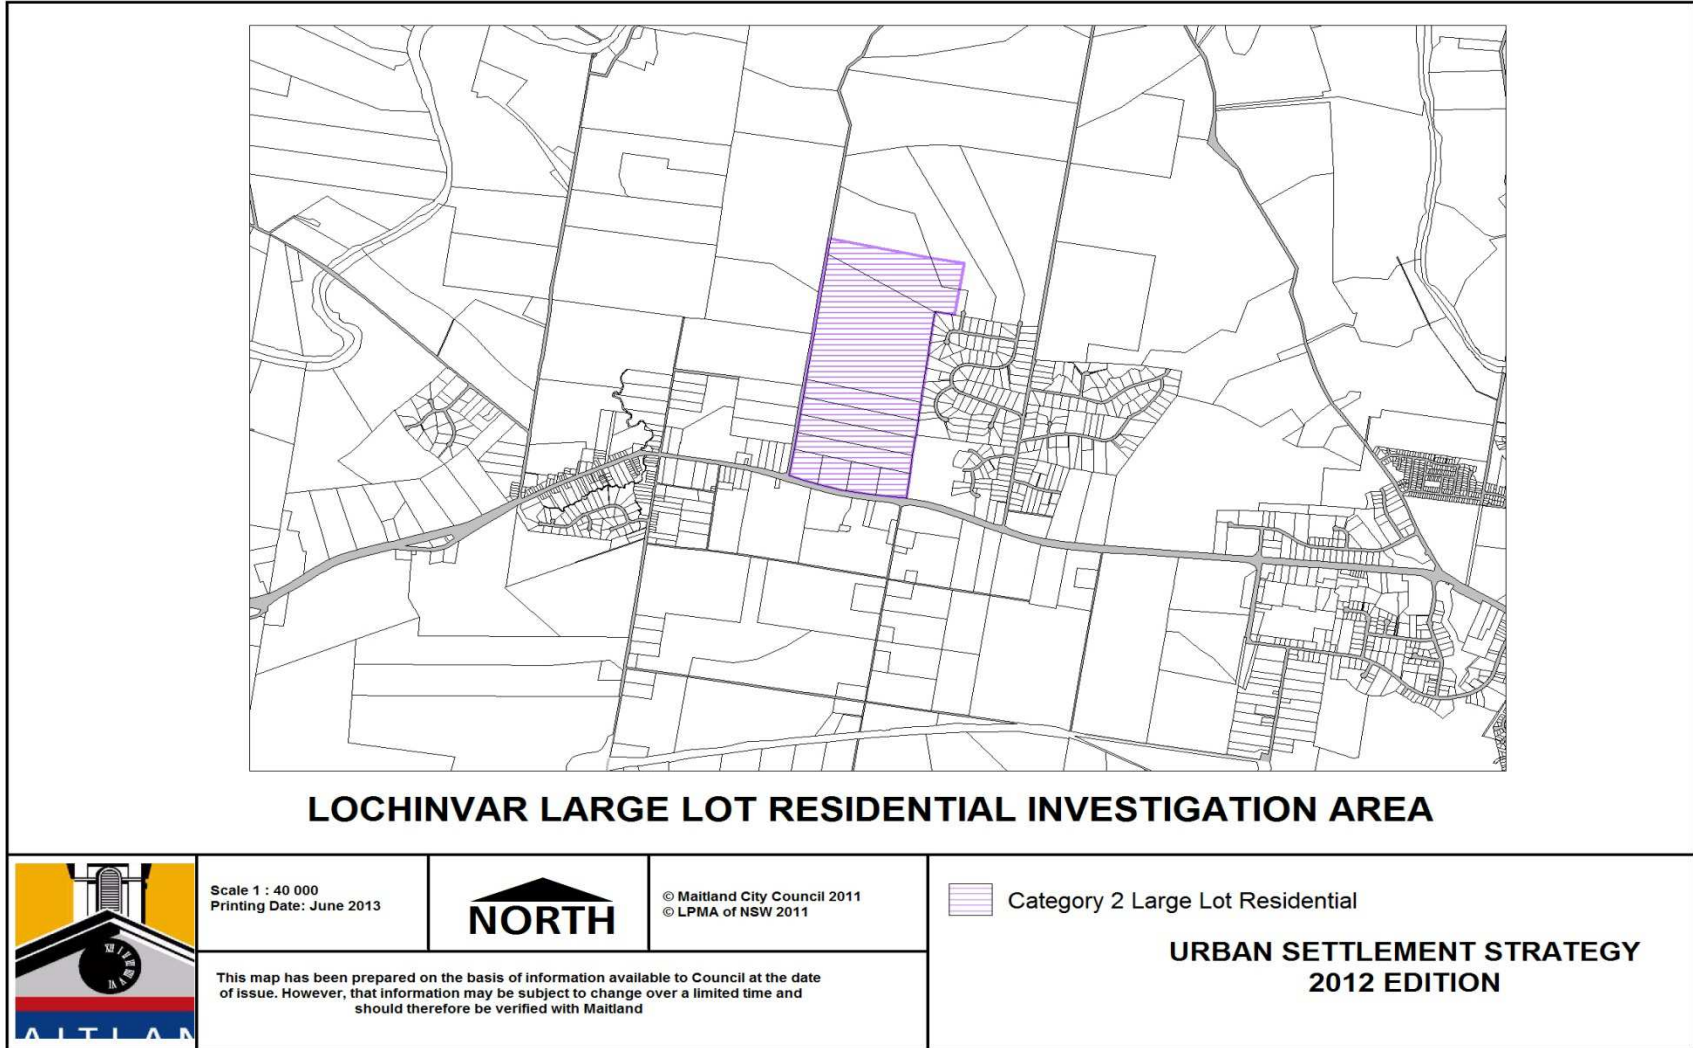 LOCHINVAR LARGE LOT RESIDENTIAL INVESTIGATION AREA
Scale 1 : 40 000
Printing Date: June 2013
NORTH
© Maitland City Council 2011
© LPMA of NSW 2011
This map has been prepared on the basis of information available to Council at the date
of issue. However, that information may be subject to change over a limited time and
should therefore be verified with Maitland
Category 2 Large Lot Residential
URBAN SETTLEMENT STRATEGY
2012 EDITION
AITLAN